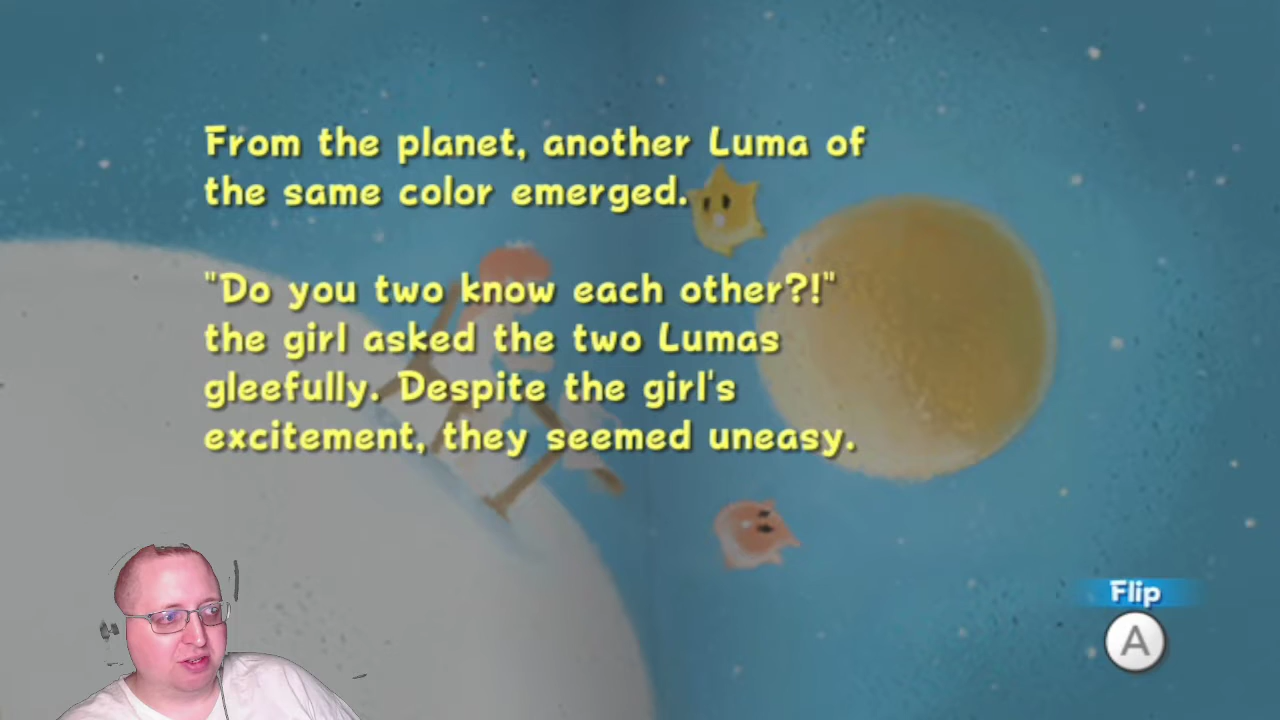 From the planet, another Luma of
the same color emerged.
"Do you two know each other?!"
the girl asked the two Lumas
gleefully. Despite the girl's
excitement, they seemed uneasy.
Flip
A